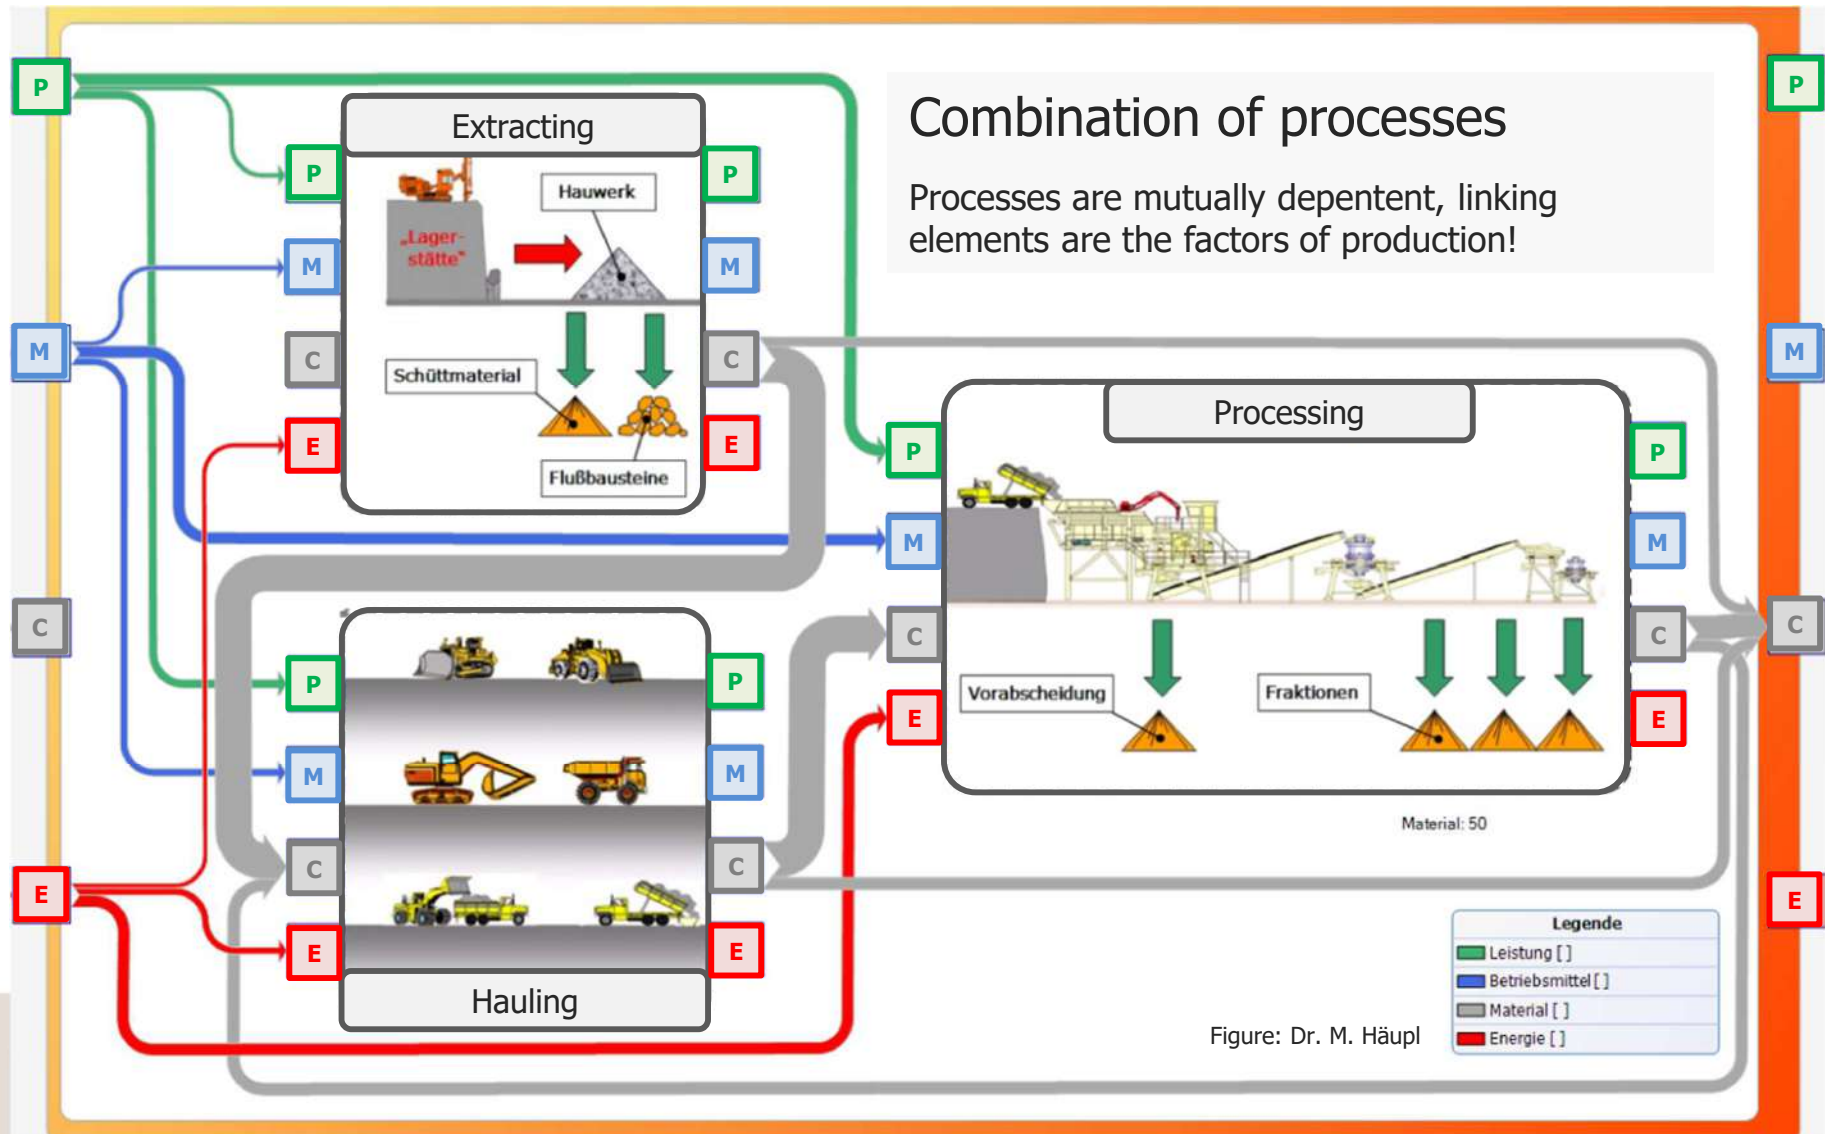 Combination of processes
Processes are mutually depentent, linking
elements are the factors of production!
P
M
C
E
Extracting
P
M
C
E
„Lager-
stätte"
Hauwerk
Schüttmaterial
Flußbausteine
P
M
C
E
P
M
C
E
Hauling
P
M
C
E
Processing
P
M
C
E
Vorabscheidung
Fraktionen
P
M
C
E
Material: 50
P
M
C
E
Figure: Dr. M. Häupl
Legende
Leistung [ ]
Betriebsmittel [ ]
Material [ ]
Energie [ ]